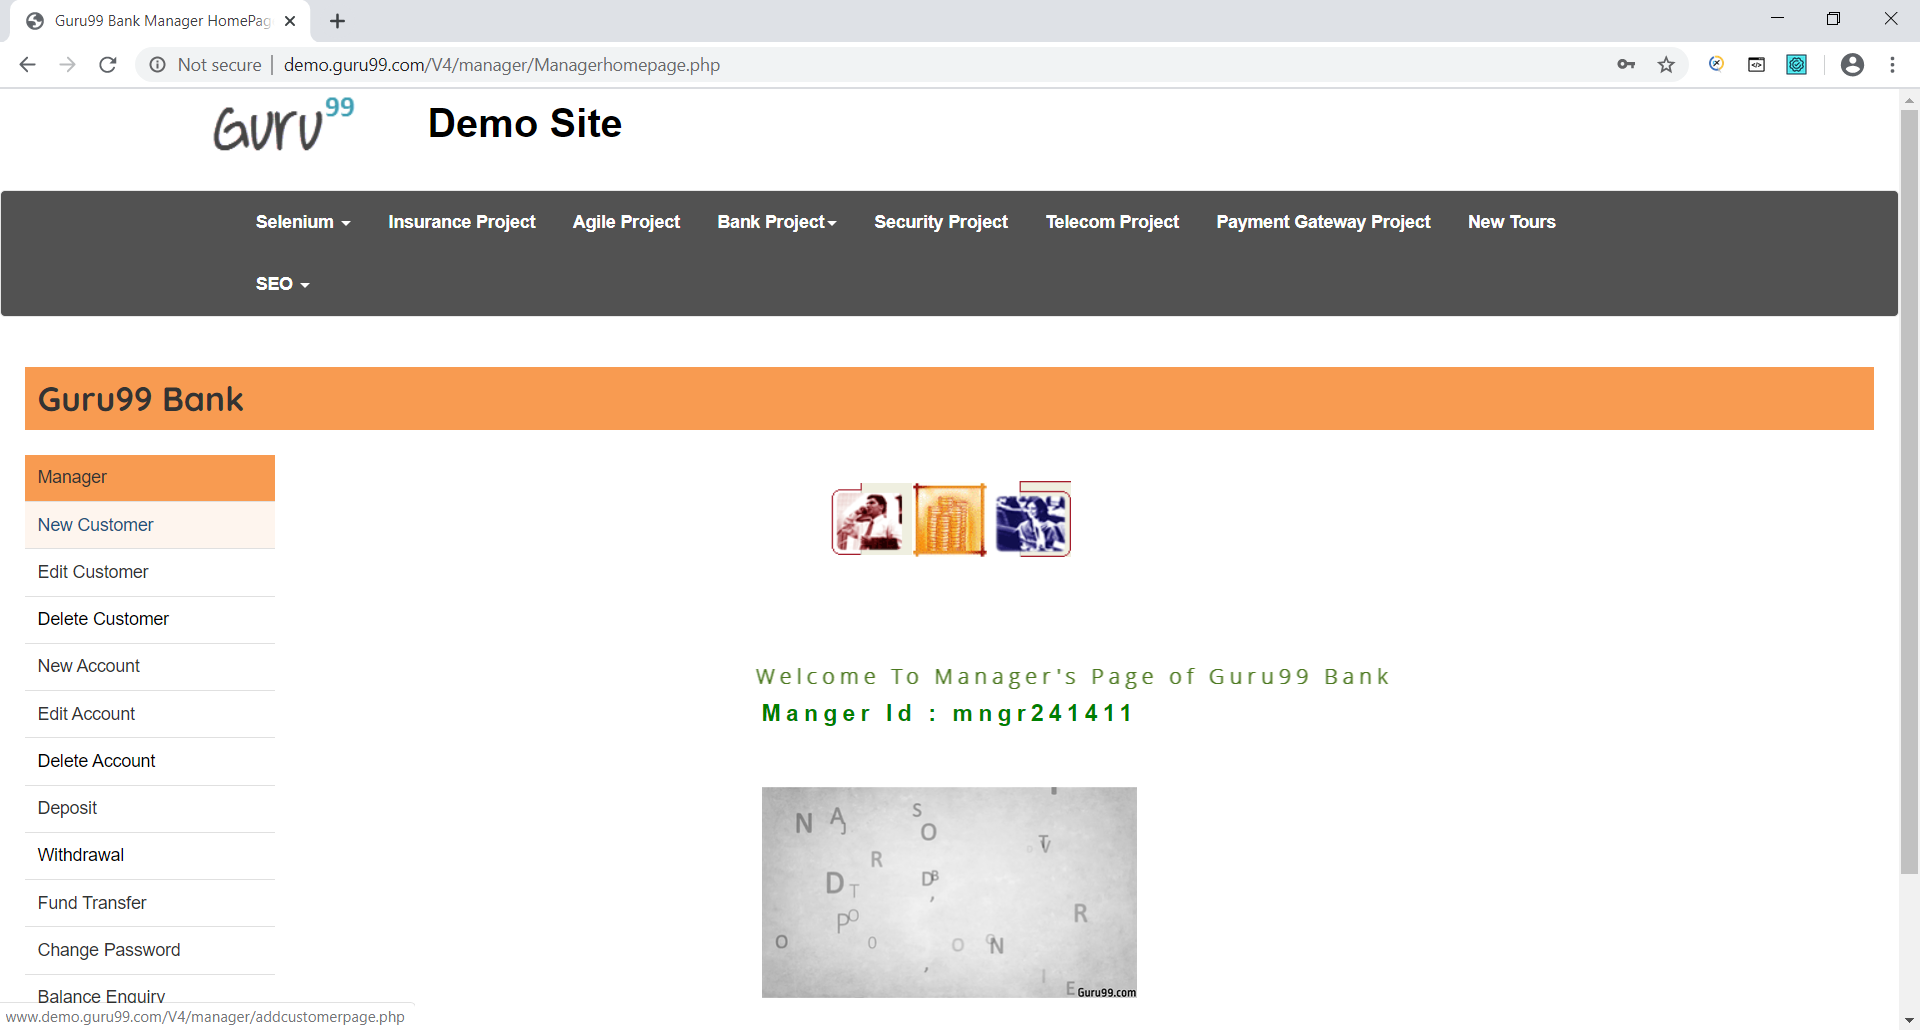 Guru99 Bank Manager HomePag
Not secure
demo.guru99.com/V4/manager/Managerhomepage.php
Guru99
Demo Site
Selenium
Insurance Project
Agile Project
Bank Project
Security Project
Telecom Project
Payment Gateway Project
New Tours
SEO
Guru99 Bank
Manager
New Customer
Edit Customer
Delete Customer
New Account
Edit Account
Delete Account
Deposit
Withdrawal
Fund Transfer
Change Password
Balance Enquiry
Welcome To Manager's Page of Guru99 Bank
Manger Id : mngr241411
Guru99.com
www.demo.guru99.com/V4/manager/addcustomerpage.php